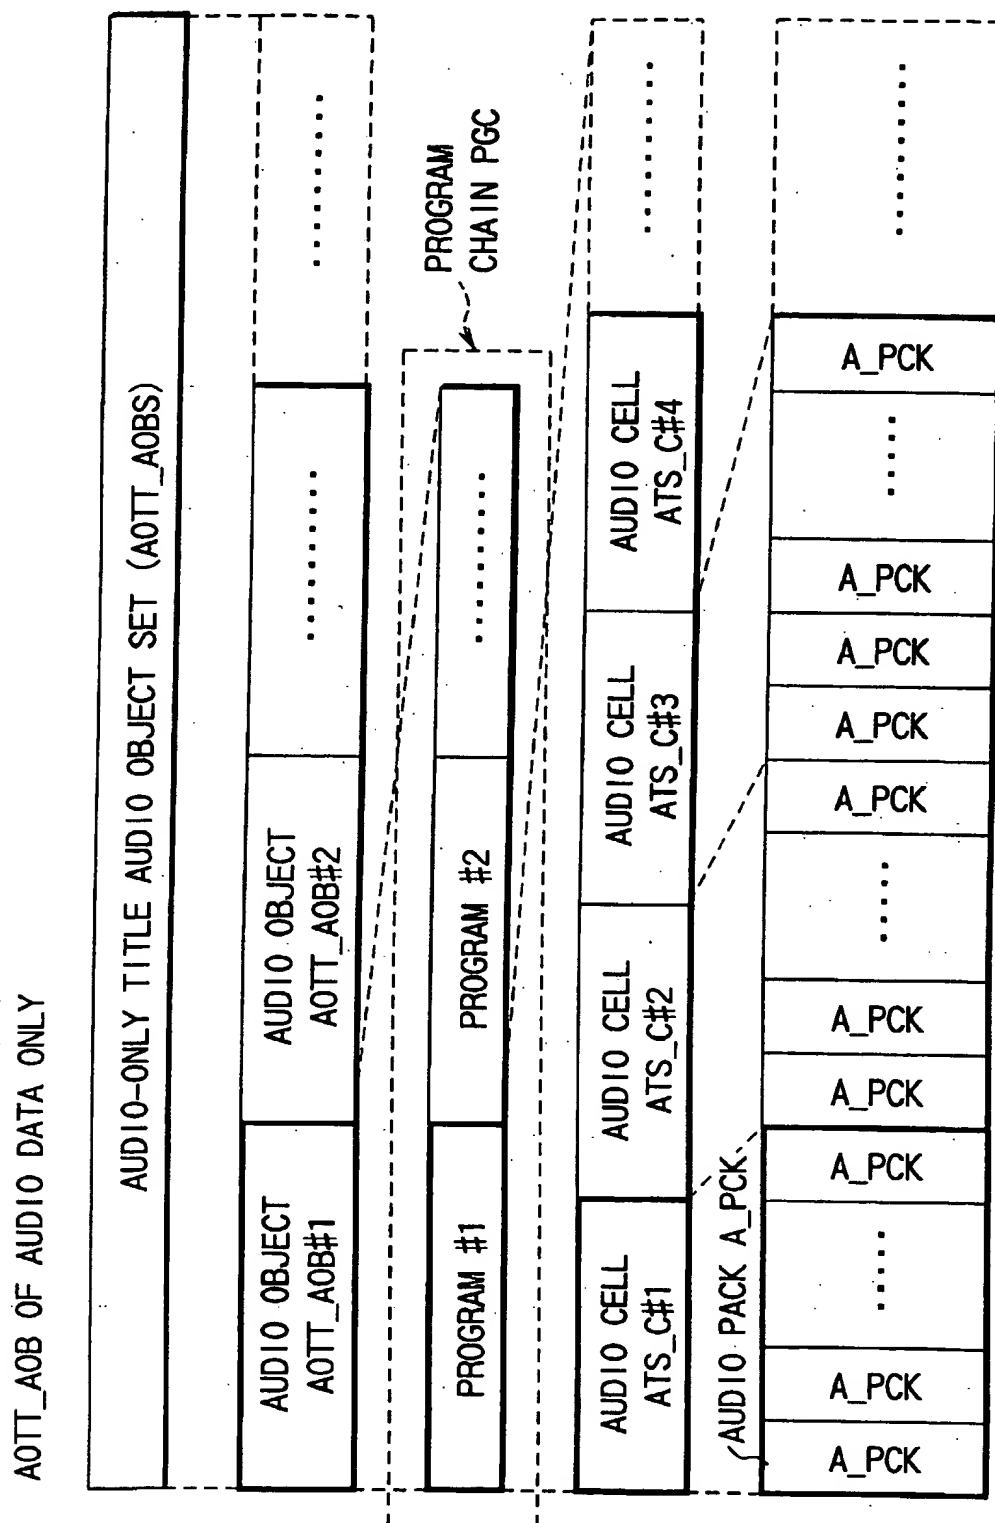 AOTT_AOB OF AUDIO DATA ONLY
AUDIO-ONLY TITLE AUDIO OBJECT SET (AOTT_AOBS)
AUDIO OBJECT
AOTT_AOB#1
AUDIO OBJECT
AOTT_AOB#2
.........
........
PROGRAM
CHAIN PGC
PROGRAM #1
PROGRAM #2
........
AUDIO CELL
ATS_C#1
AUDIO CELL
ATS_C#2
AUDIO CELL
ATS_C#3
AUDIO CELL
ATS_C#4
........
AUDIO PACK A_PCK
A_PCK
A_PCK
.....
A_PCK
A_PCK
A_PCK
.....
A_PCK
A_PCK
A_PCK
A_PCK
.....
A_PCK
........